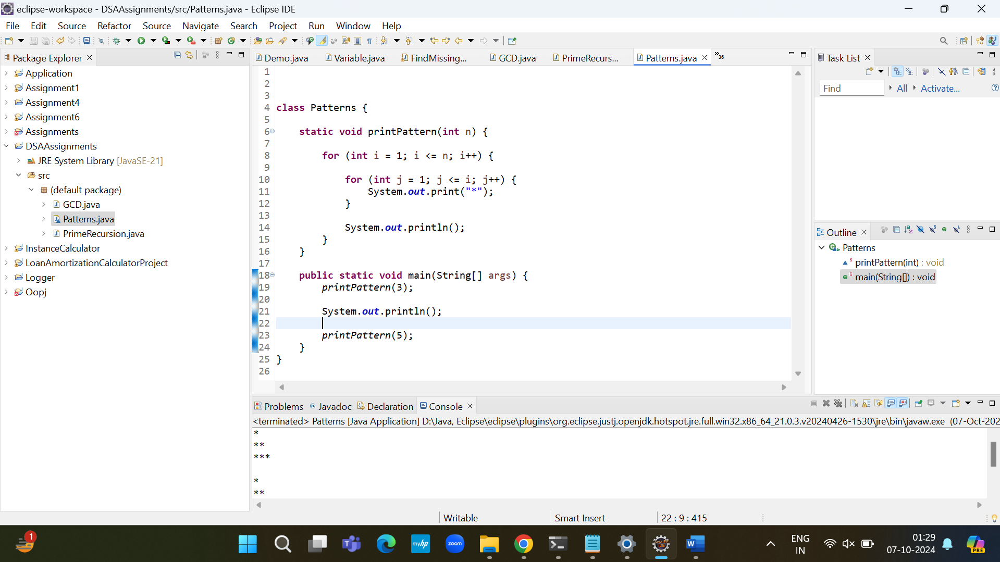 eclipse-workspace - DSAAssignments/src/Patterns.java - Eclipse IDE
File Edit Source Refactor Source Navigate Search Project Run Window Help
Package Explorer
Application
Assignment1
Assignment4
Assignment6
Assignments
DSAAssignments
JRE System Library [JavaSE-21]
src
(default package)
GCD.java
Patterns.java
PrimeRecursion.java
InstanceCalculator
LoanAmortizationCalculatorProject
Logger
Oopj
Demo.java Variable.java FindMissing... GCD.java PrimeRecurs... Patterns.java »36
1
2
3
4 class Patterns {
5
6 static void printPattern(int n) {
7
8 for (int i = 1; i <= n; i++) {
9
10 for (int j = 1; j <= i; j++) {
11 System.out.print("*");
12 }
13
14 System.out.println();
15 }
16 }
17
18 public static void main(String[] args) {
19 printPattern(3);
20
21 System.out.println();
22
23 printPattern(5);
24 }
25 }
26
Task List
Find All Activate...
Outline
Patterns
printPattern(int) : void
main(String[]) : void
Problems @ Javadoc Declaration Console
<terminated> Patterns [Java Application] D:\Java, Eclipse\eclipse\plugins\org.eclipse.justj.openjdk.hotspot.jre.full.win32.x86_64_21.0.3.v20240426-1530\jre\bin\javaw.exe (07-Oct-202
*
**
***
*
**
Writable Smart Insert 22 : 9 : 415
1
myhp
zoom
Java EE
IDE
W
ENG
IN
01:29
07-10-2024
PRE